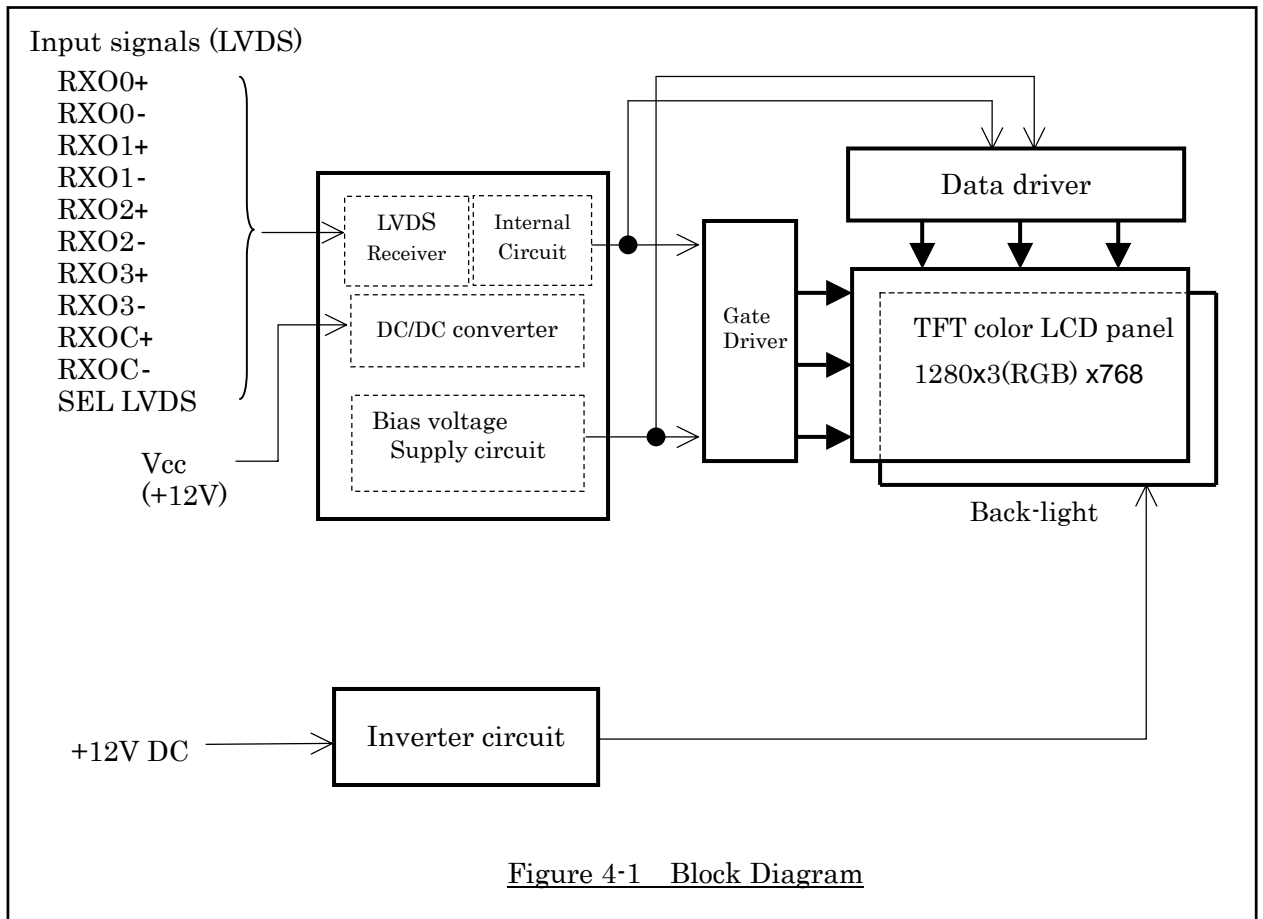 Input signals (LVDS)
RXO0+
RXO0-
RXO1+
RXO1-
RXO2+
RXO2-
RXO3+
RXO3-
RXOC+
RXOC-
SEL LVDS
Vcc
(+12V)
LVDS
Receiver
Internal
Circuit
DC/DC converter
Bias voltage
Supply circuit
Gate
Driver
Data driver
TFT color LCD panel
1280x3(RGB) x768
Back-light
+12V DC
Inverter circuit
Figure 4-1 Block Diagram